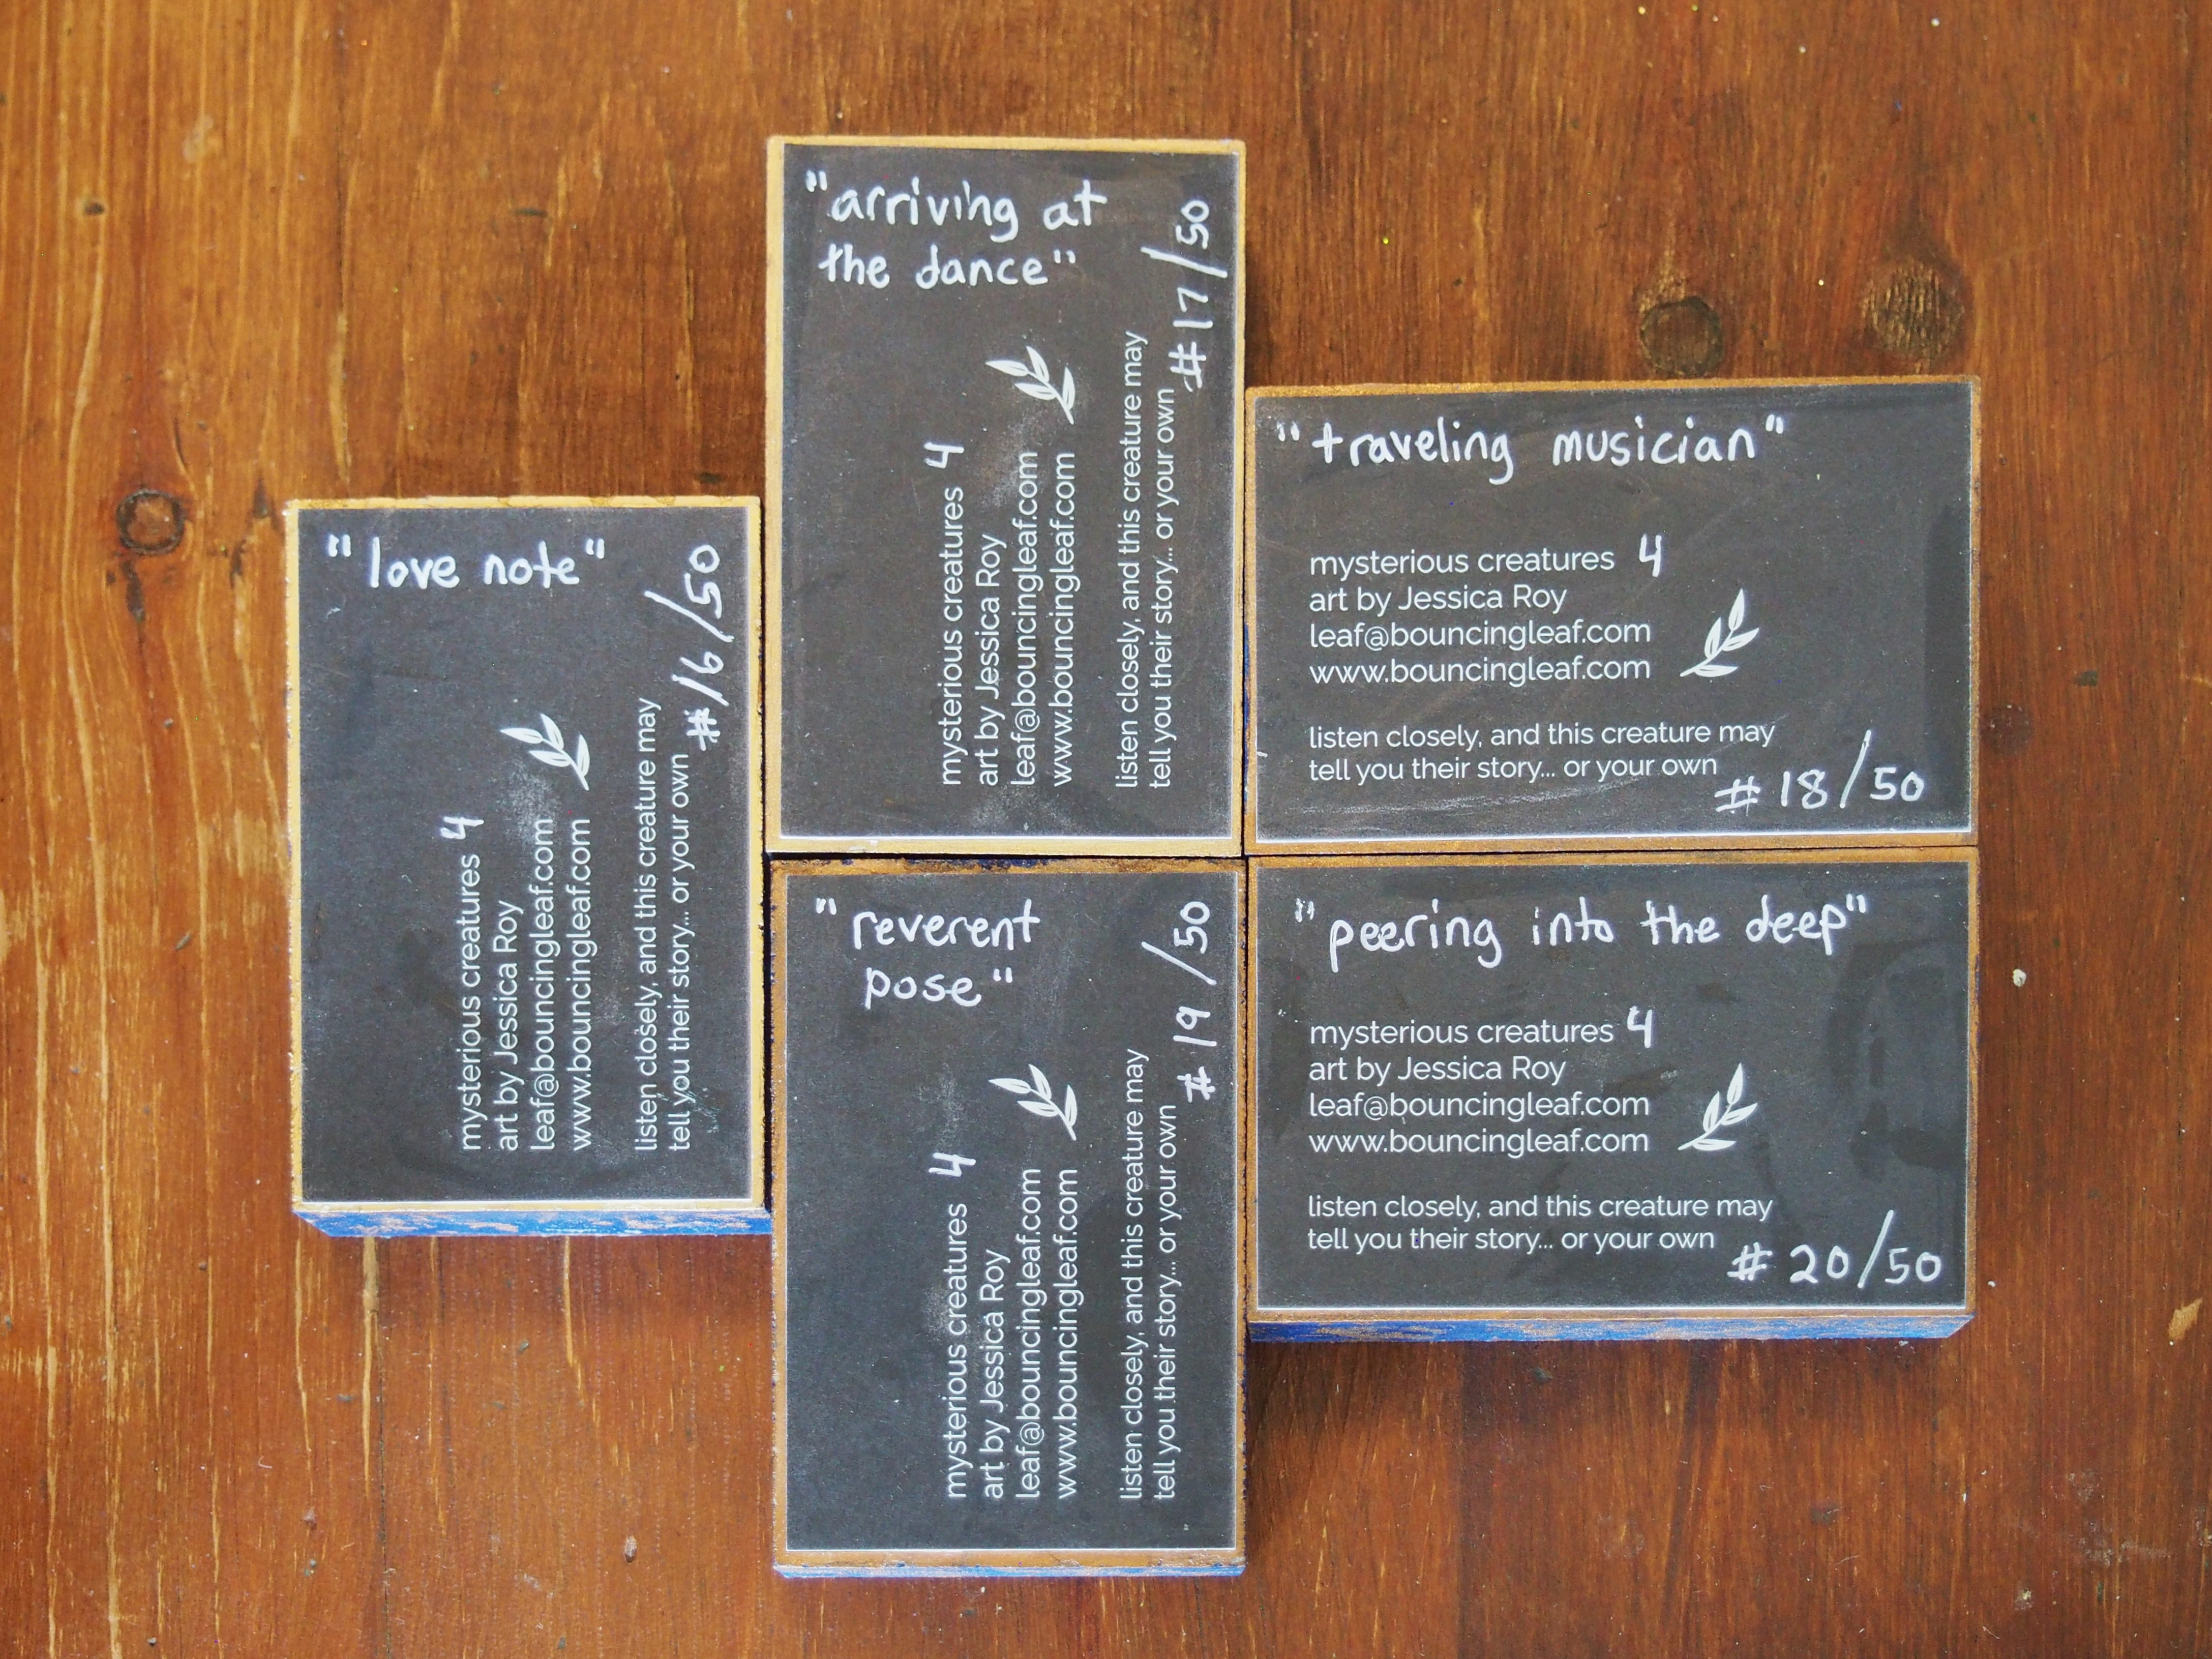 "love note"
mysterious creatures 4
art by Jessica Roy
leaf@bouncingleaf.com
www.bouncingleaf.com
listen closely, and this creature may
tell you their story... or your own
#16/50
"arriving at
the dance"
mysterious creatures 4
art by Jessica Roy
leaf@bouncingleaf.com
www.bouncingleaf.com
listen closely, and this creature may
tell you their story... or your own
#17/50
"traveling musician"
mysterious creatures 4
art by Jessica Roy
leaf@bouncingleaf.com
www.bouncingleaf.com
listen closely, and this creature may
tell you their story... or your own
#18/50
"reverent
pose"
mysterious creatures 4
art by Jessica Roy
leaf@bouncingleaf.com
www.bouncingleaf.com
listen closely, and this creature may
tell you their story... or your own
#19/50
"peering into the deep"
mysterious creatures 4
art by Jessica Roy
leaf@bouncingleaf.com
www.bouncingleaf.com
listen closely, and this creature may
tell you their story... or your own
#20/50